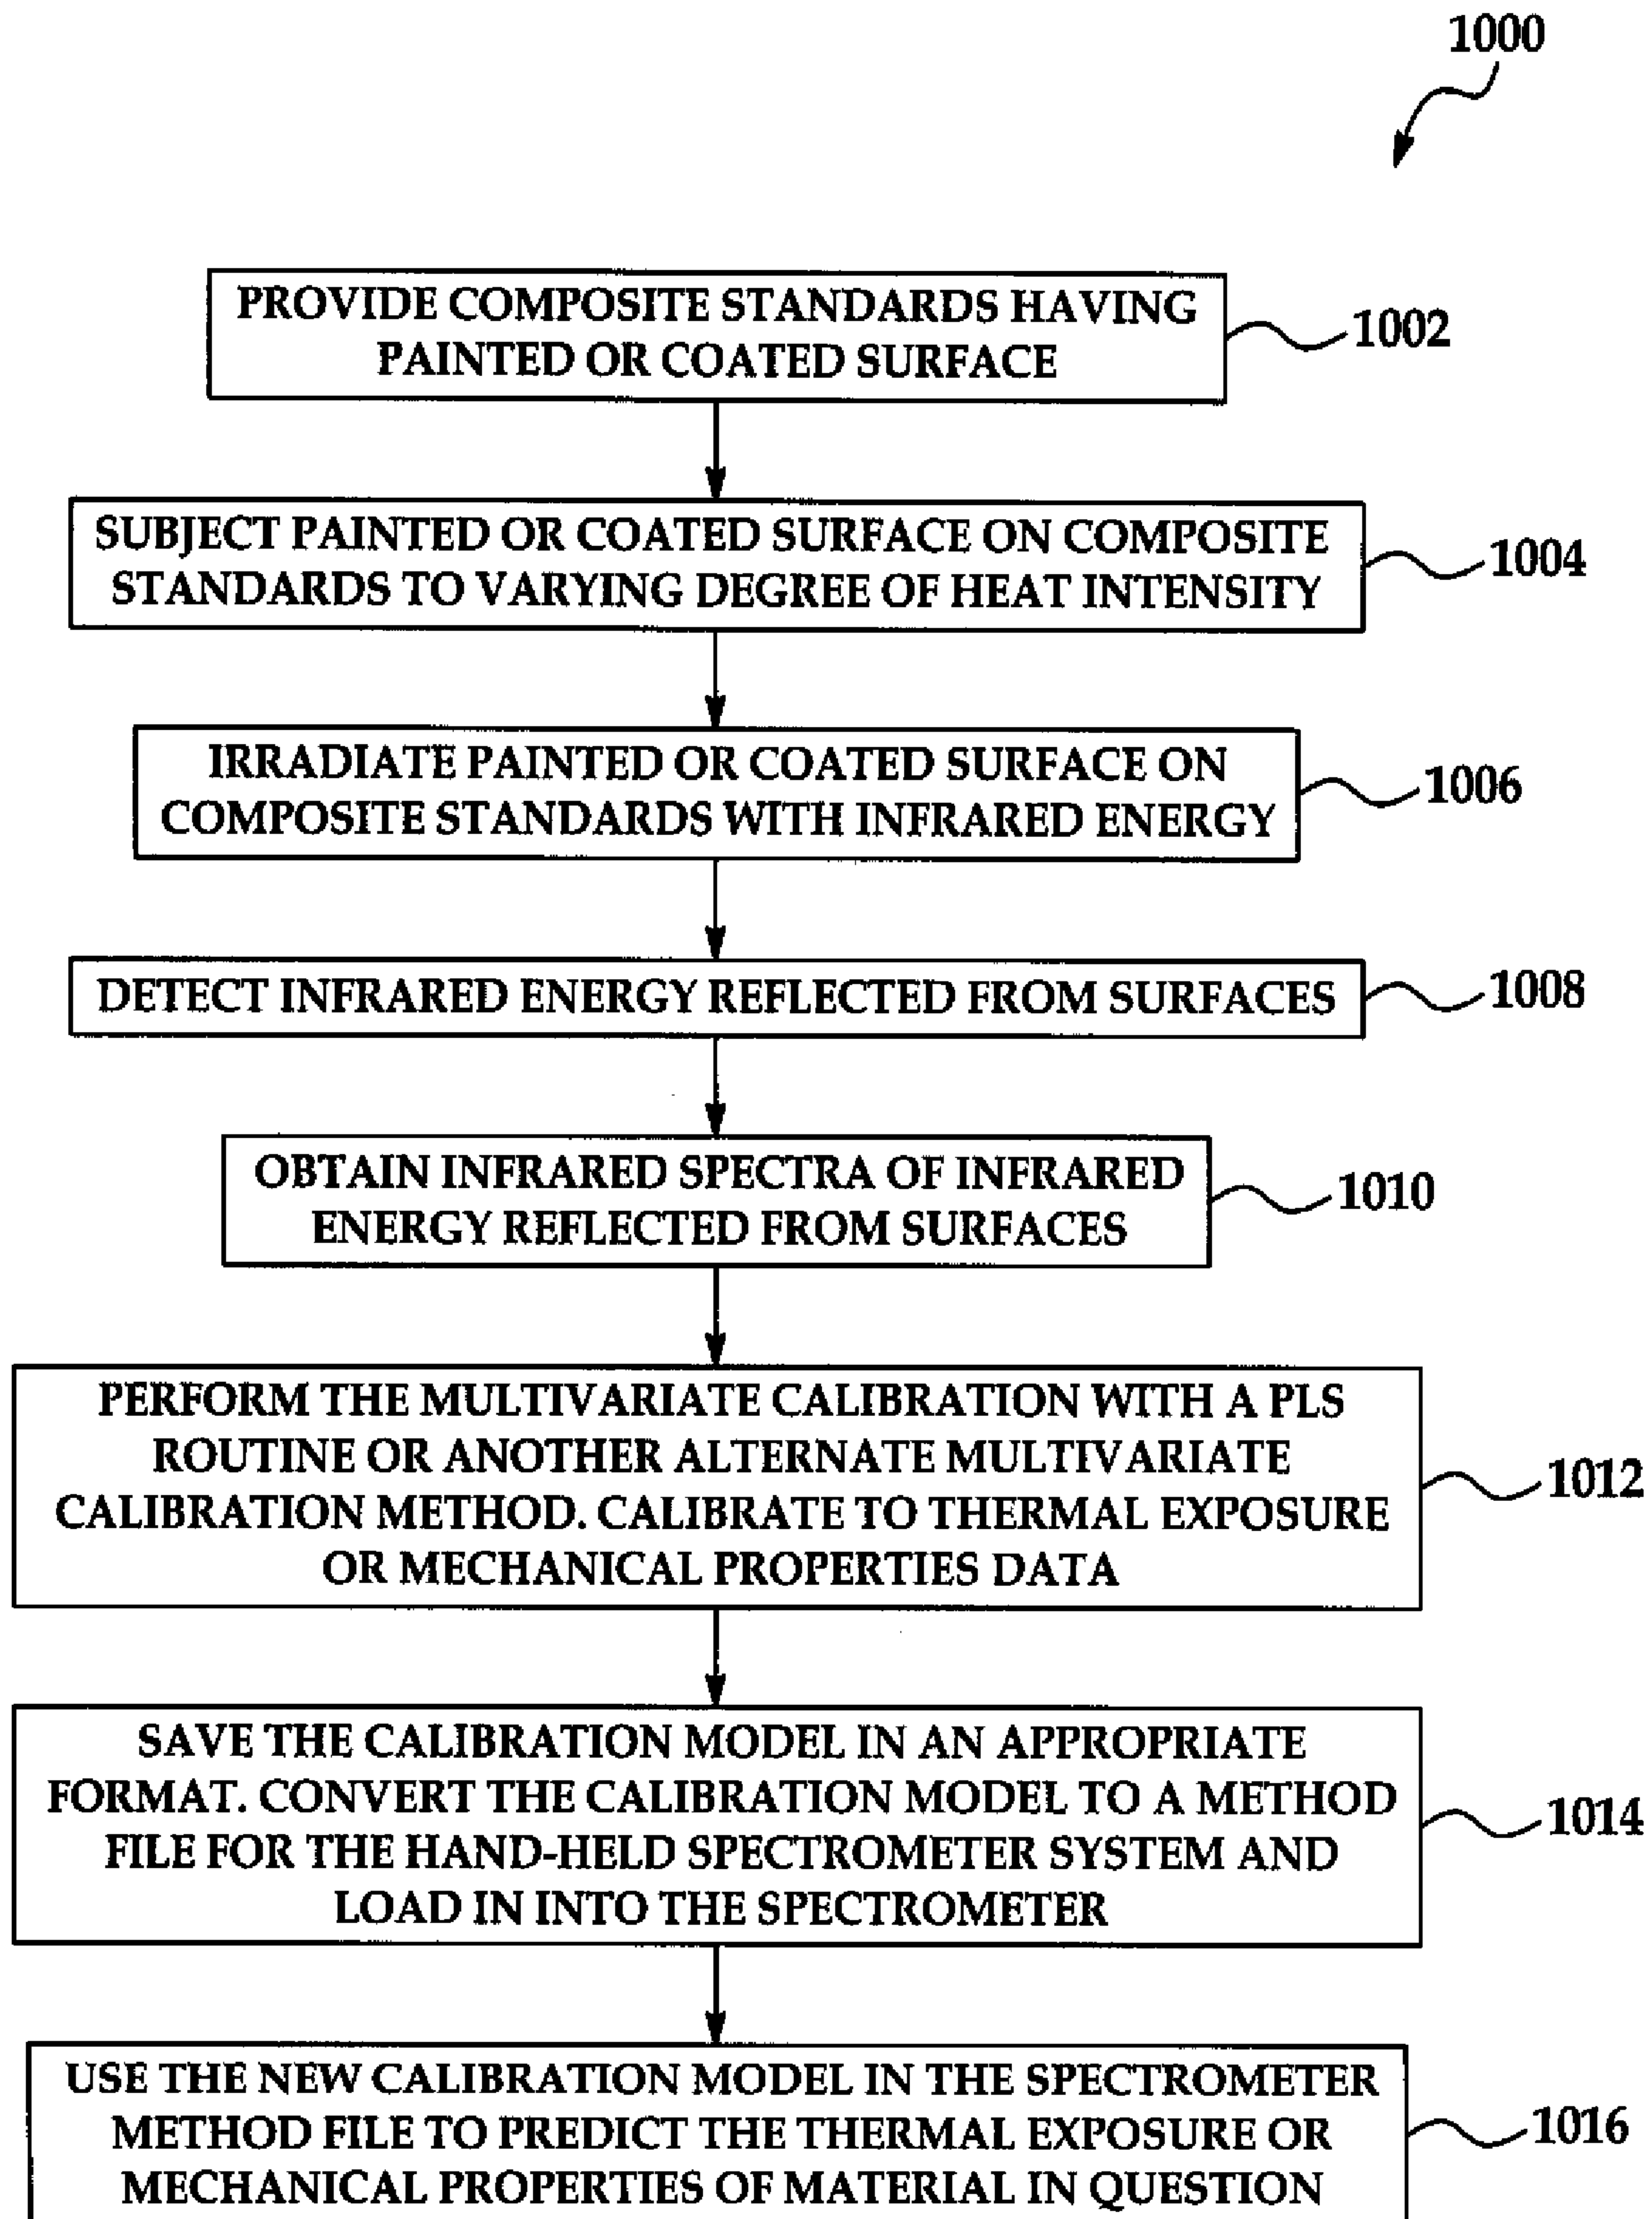 1000
PROVIDE COMPOSITE STANDARDS HAVING
PAINTED OR COATED SURFACE
1002
SUBJECT PAINTED OR COATED SURFACE ON COMPOSITE
STANDARDS TO VARYING DEGREE OF HEAT INTENSITY
1004
IRRADIATE PAINTED OR COATED SURFACE ON
COMPOSITE STANDARDS WITH INFRARED ENERGY
1006
DETECT INFRARED ENERGY REFLECTED FROM SURFACES
1008
OBTAIN INFRARED SPECTRA OF INFRARED
ENERGY REFLECTED FROM SURFACES
1010
PERFORM THE MULTIVARIATE CALIBRATION WITH A PLS
ROUTINE OR ANOTHER ALTERNATE MULTIVARIATE
CALIBRATION METHOD. CALIBRATE TO THERMAL EXPOSURE
OR MECHANICAL PROPERTIES DATA
1012
SAVE THE CALIBRATION MODEL IN AN APPROPRIATE
FORMAT. CONVERT THE CALIBRATION MODEL TO A METHOD
FILE FOR THE HAND-HELD SPECTROMETER SYSTEM AND
LOAD IN INTO THE SPECTROMETER
1014
USE THE NEW CALIBRATION MODEL IN THE SPECTROMETER
METHOD FILE TO PREDICT THE THERMAL EXPOSURE OR
MECHANICAL PROPERTIES OF MATERIAL IN QUESTION
1016